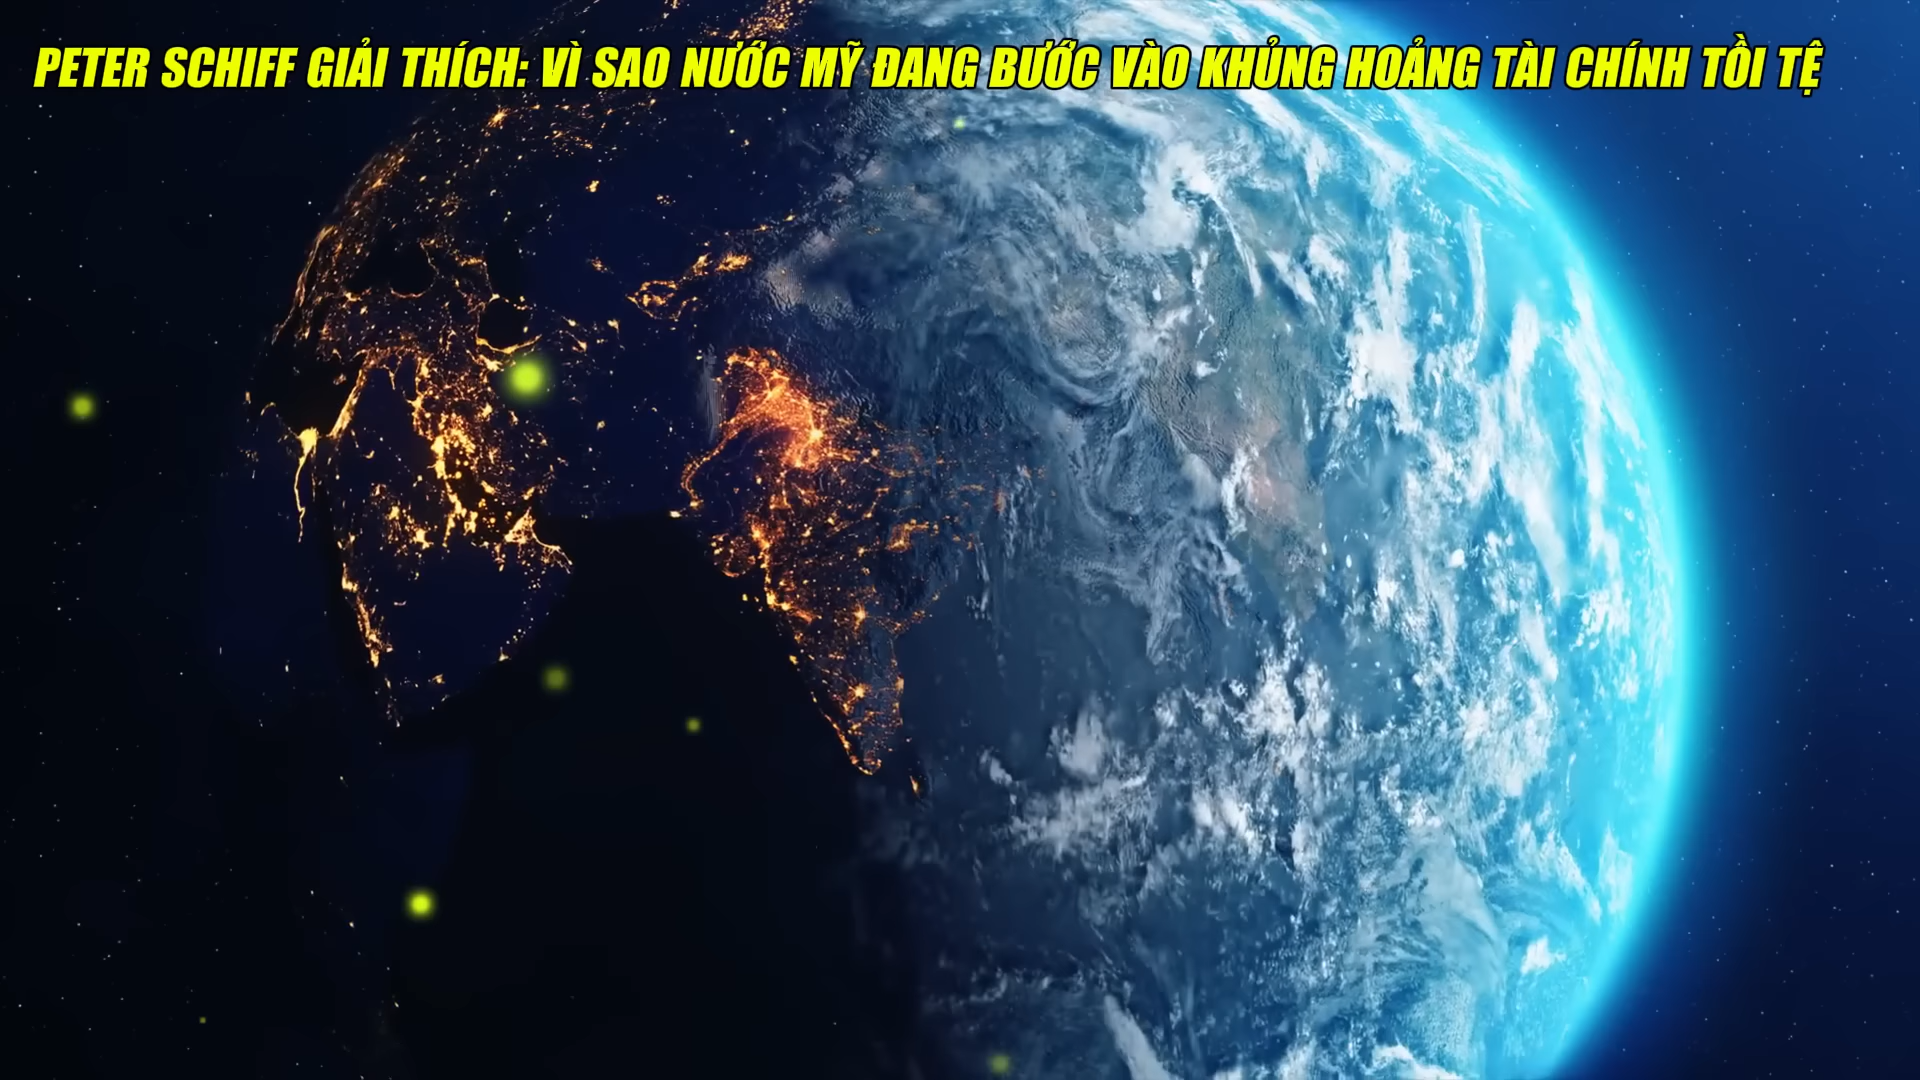 PETER SCHIFF GIẢI THÍCH: VÌ SAO NƯỚC MỸ ĐANG BƯỚC VÀO KHỦNG HOẢNG TÀI CHÍNH TỒI TỆ